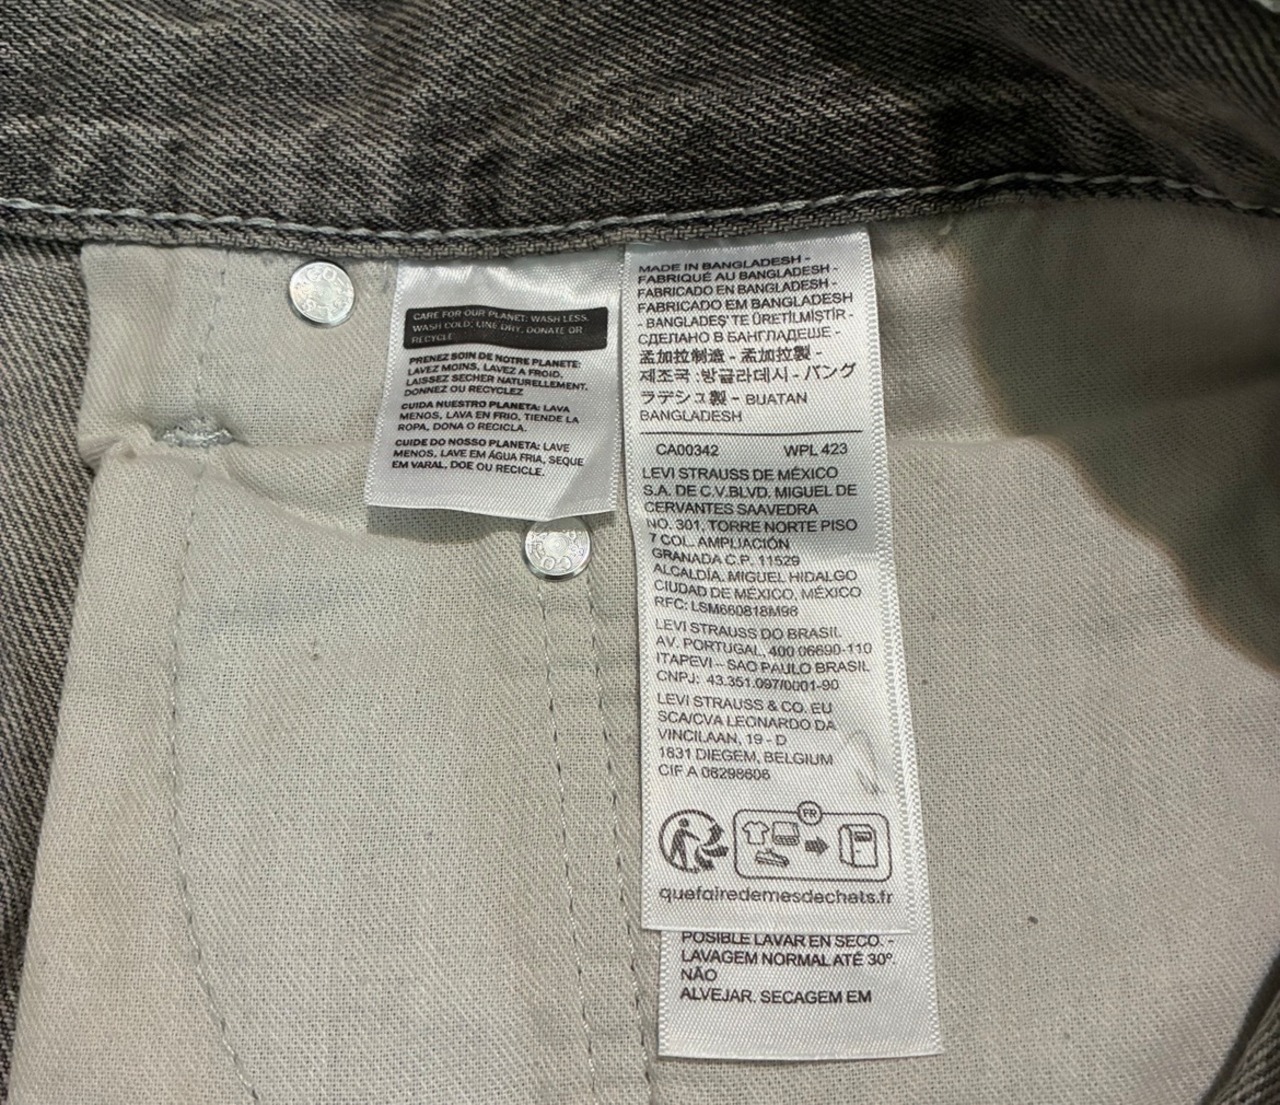 CARE FOR OUR PLANET: WASH LESS,
WASH COLD, LINE DRY, DONATE OR
RECYCLE
PRENEZ SOIN DE NOTRE PLANETE:
LAVEZ MOINS, LAVEZ A FROID,
LAISSEZ SECHER NATURELLEMENT,
DONNEZ OU RECYCLEZ
CUIDA NUESTRO PLANETA: LAVA
MENOS, LAVA EN FRIO, TIENDE LA
ROPA, DONA O RECICLA.
CUIDE DO NOSSO PLANETA: LAVE
MENOS, LAVE EM ÁGUA FRIA, SEQUE
EM VARAL, DOE OU RECICLE.
MADE IN BANGLADESH -
FABRIQUÉ AU BANGLADESH -
FABRICADO EN BANGLADESH -
FABRICADO EM BANGLADESH
- BANGLADEŞ'TE ÜRETİLMİŞTİR -
СДЕЛАНО В БАНГЛАДЕШЕ -
孟加拉制造 - 孟加拉製 -
제조국 :방글라데시 - バング
ラデシュ製 - BUATAN
BANGLADESH
CA00342 WPL 423
LEVI STRAUSS DE MÉXICO
S.A. DE C.V.BLVD. MIGUEL DE
CERVANTES SAAVEDRA
NO. 301, TORRE NORTE PISO
7 COL. AMPLIACIÓN
GRANADA C.P. 11529
ALCALDÍA. MIGUEL HIDALGO
CIUDAD DE MÉXICO, MÉXICO
RFC: LSM660818M98
LEVI STRAUSS DO BRASIL
AV. PORTUGAL, 400 06690-110
ITAPEVI – SAO PAULO BRASIL
CNPJ: 43.351.097/0001-90
LEVI STRAUSS & CO. EU
SCA/CVA LEONARDO DA
VINCILAAN, 19 - D
1831 DIEGEM, BELGIUM
CIF A 08298606
FR
quefairedemesdechets.fr
POSIBLE LAVAR EN SECO. -
LAVAGEM NORMAL ATÉ 30º.
NÃO
ALVEJAR. SECAGEM EM